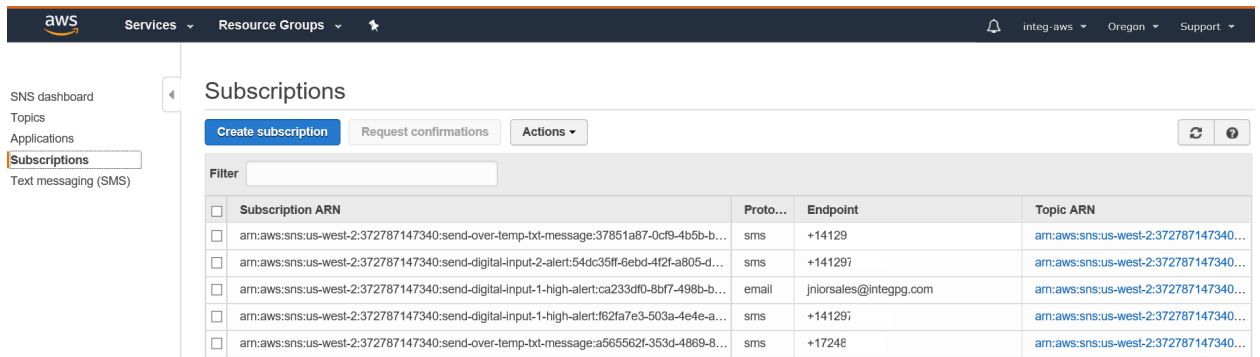 aws Services Resource Groups integ-aws Oregon Support
SNS dashboard
Topics
Applications
Subscriptions
Text messaging (SMS)
Subscriptions
Create subscription Request confirmations Actions
Filter
Subscription ARN Proto... Endpoint Topic ARN
arn:aws:sns:us-west-2:372787147340:send-over-temp-txt-message:37851a87-0cf9-4b5b-b... sms +14129 arn:aws:sns:us-west-2:372787147340...
arn:aws:sns:us-west-2:372787147340:send-digital-input-2-alert:54dc35ff-6ebd-4f2f-a805-d... sms +141297 arn:aws:sns:us-west-2:372787147340...
arn:aws:sns:us-west-2:372787147340:send-digital-input-1-high-alert:ca233df0-8bf7-498b-b... email jniorsales@integpg.com arn:aws:sns:us-west-2:372787147340...
arn:aws:sns:us-west-2:372787147340:send-digital-input-1-high-alert:f62fa7e3-503a-4e4e-a... sms +141297 arn:aws:sns:us-west-2:372787147340...
arn:aws:sns:us-west-2:372787147340:send-over-temp-txt-message:a565562f-353d-4869-8... sms +17248 arn:aws:sns:us-west-2:372787147340...